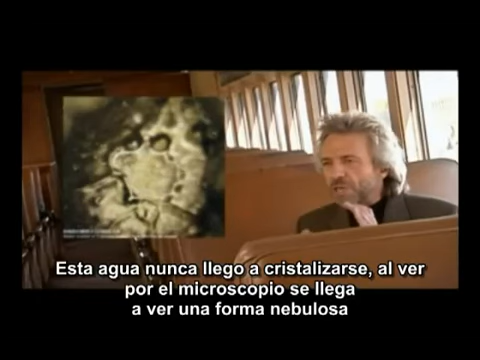 Esta agua nunca llego a cristalizarse, al ver
por el microscopio se llega
a ver una forma nebulosa